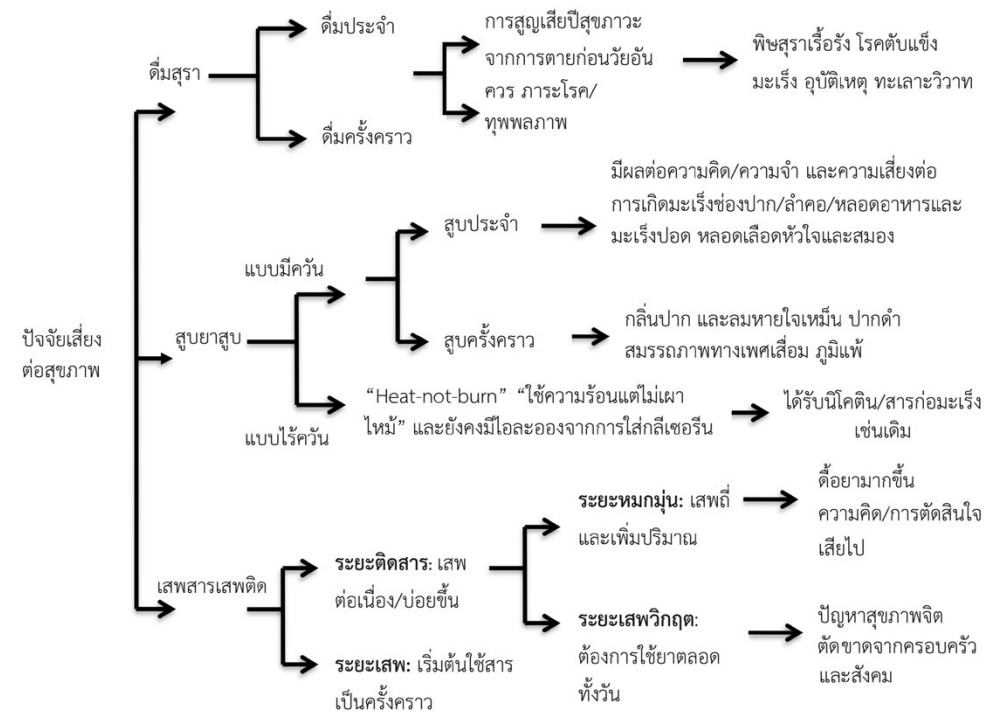 ปัจจัยเสี่ยง
ต่อสุขภาพ
ดื่มสุรา
ดื่มประจำ
ดื่มครั้งคราว
การสูญเสียปีสุขภาวะ
จากการตายก่อนวัยอัน
ควร ภาระโรค/
ทุพพลภาพ
พิษสุราเรื้อรัง โรคตับแข็ง
มะเร็ง อุบัติเหตุ ทะเลาะวิวาท
สูบยาสูบ
แบบมีควัน
สูบประจำ
มีผลต่อความคิด/ความจำ และความเสี่ยงต่อ
การเกิดมะเร็งช่องปาก/ลำคอ/หลอดอาหารและ
มะเร็งปอด หลอดเลือดหัวใจและสมอง
สูบครั้งคราว
กลิ่นปาก และลมหายใจเหม็น ปากดำ
สมรรถภาพทางเพศเสื่อม ภูมิแพ้
แบบไร้ควัน
“Heat-not-burn” “ใช้ความร้อนแต่ไม่เผา
ไหม้” และยังคงมีไอละอองจากการใส่กลีเซอรีน
ได้รับนิโคติน/สารก่อมะเร็ง
เช่นเดิม
เสพสารเสพติด
ระยะติดสาร: เสพ
ต่อเนื่อง/บ่อยขึ้น
ระยะหมกมุ่น: เสพถี่
และเพิ่มปริมาณ
ดื้อยามากขึ้น
ความคิด/การตัดสินใจ
เสียไป
ระยะเสพวิกฤต:
ต้องการใช้ยาตลอด
ทั้งวัน
ปัญหาสุขภาพจิต
ตัดขาดจากครอบครัว
และสังคม
ระยะเสพ: เริ่มต้นใช้สาร
เป็นครั้งคราว